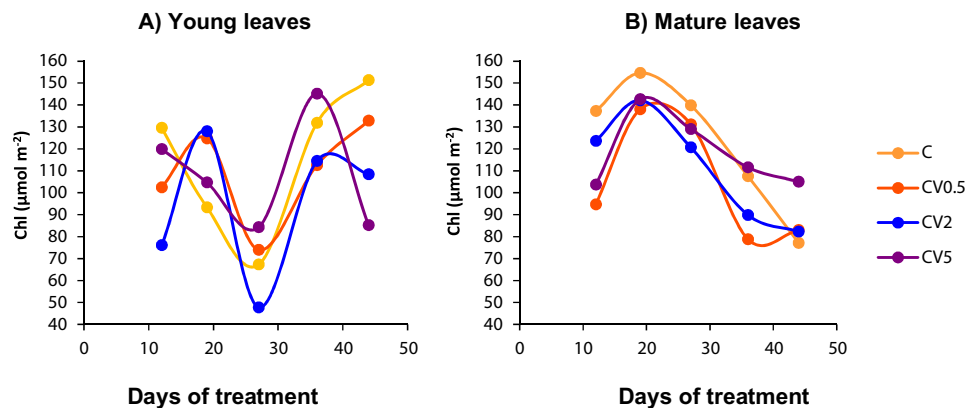 A) Young leaves
Chl (µmol m⁻²)
160
150
140
130
120
110
100
90
80
70
60
50
40
0 10 20 30 40 50
Days of treatment
B) Mature leaves
Chl (µmol m⁻²)
160
150
140
130
120
110
100
90
80
70
60
50
40
0 10 20 30 40 50
Days of treatment
C
CV0.5
CV2
CV5